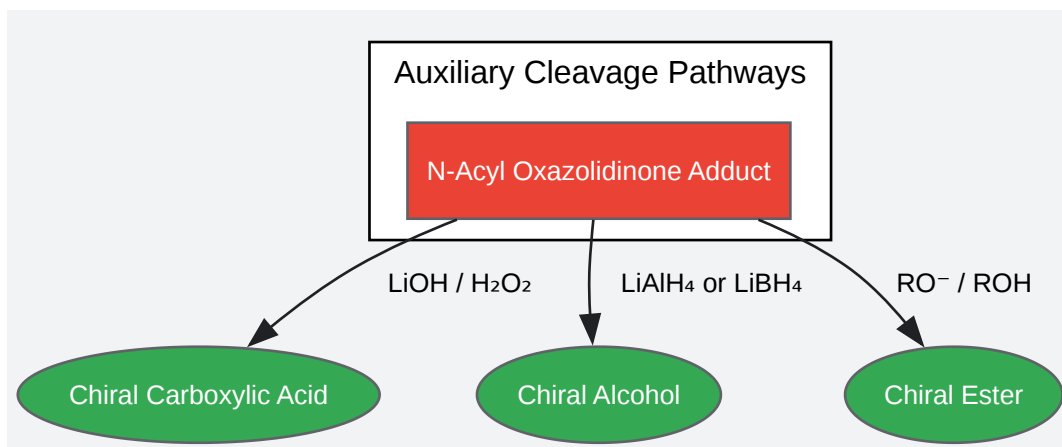 Auxiliary Cleavage Pathways
N-Acyl Oxazolidinone Adduct
LiOH / H₂O₂
LiAlH₄ or LiBH₄
RO⁻ / ROH
Chiral Carboxylic Acid
Chiral Alcohol
Chiral Ester